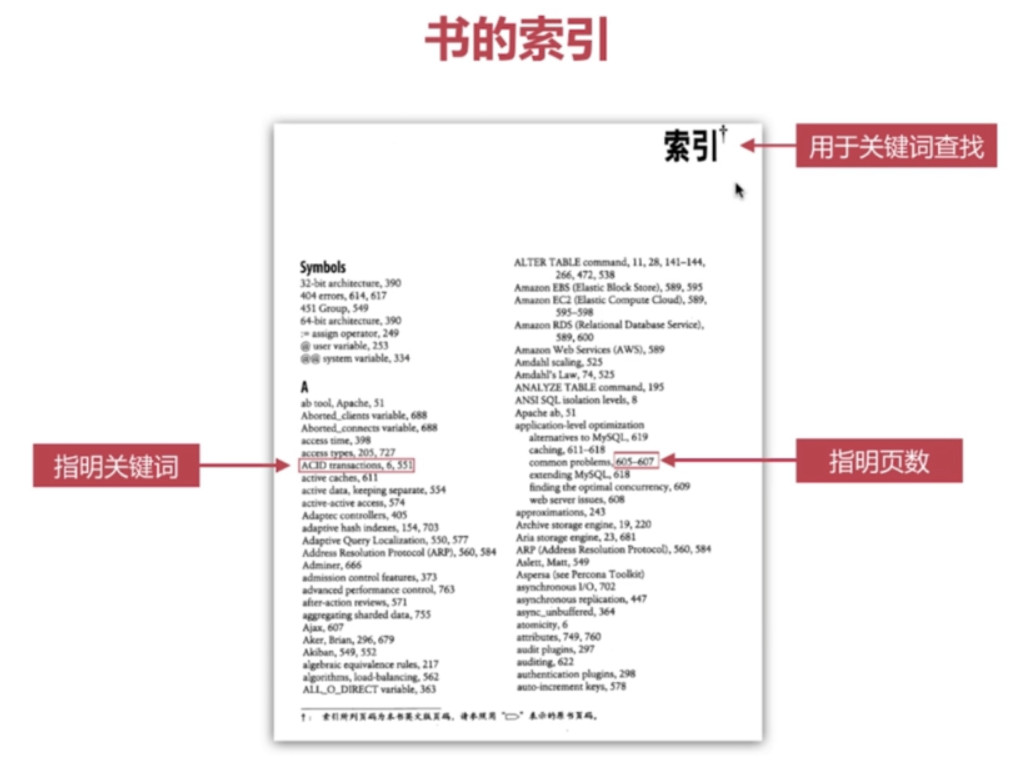 书的索引
索引†
用于关键词查找
Symbols
32-bit architecture, 390
404 errors, 614, 617
451 Group, 549
64-bit architecture, 390
:= assign operator, 249
@ user variable, 253
@@ system variable, 334
A
ab tool, Apache, 51
Aborted_clients variable, 688
Aborted_connects variable, 688
access time, 398
access types, 205, 727
指明关键词
ACID transactions, 6, 551
active caches, 611
active data, keeping separate, 554
active-active access, 574
Adaptec controllers, 405
adaptive hash indexes, 154, 703
Adaptive Query Localization, 550, 577
Address Resolution Protocol (ARP), 560, 584
Adminer, 666
admission control features, 373
advanced performance control, 763
after-action reviews, 571
aggregating sharded data, 755
Ajax, 607
Aker, Brian, 296, 679
Akiban, 549, 552
algebraic equivalence rules, 217
algorithms, load-balancing, 562
ALL_O_DIRECT variable, 363
ALTER TABLE command, 11, 28, 141–144,
266, 472, 538
Amazon EBS (Elastic Block Store), 589, 595
Amazon EC2 (Elastic Compute Cloud), 589,
595–598
Amazon RDS (Relational Database Service),
589, 600
Amazon Web Services (AWS), 589
Amdahl scaling, 525
Amdahl's Law, 74, 525
ANALYZE TABLE command, 195
ANSI SQL isolation levels, 8
Apache ab, 51
application-level optimization
alternatives to MySQL, 619
caching, 611–618
common problems, 605–607
指明页数
extending MySQL, 618
finding the optimal concurrency, 609
web server issues, 608
approximations, 243
Archive storage engine, 19, 220
Aria storage engine, 23, 681
ARP (Address Resolution Protocol), 560, 584
Aslett, Matt, 549
Aspersa (see Percona Toolkit)
asynchronous I/O, 702
asynchronous replication, 447
async_unbuffered, 364
atomicity, 6
attributes, 749, 760
audit plugins, 297
auditing, 622
authentication plugins, 298
auto-increment keys, 578
†： 索引所列页码为本书英文版页码，请参照用“▭”表示的原书页码。